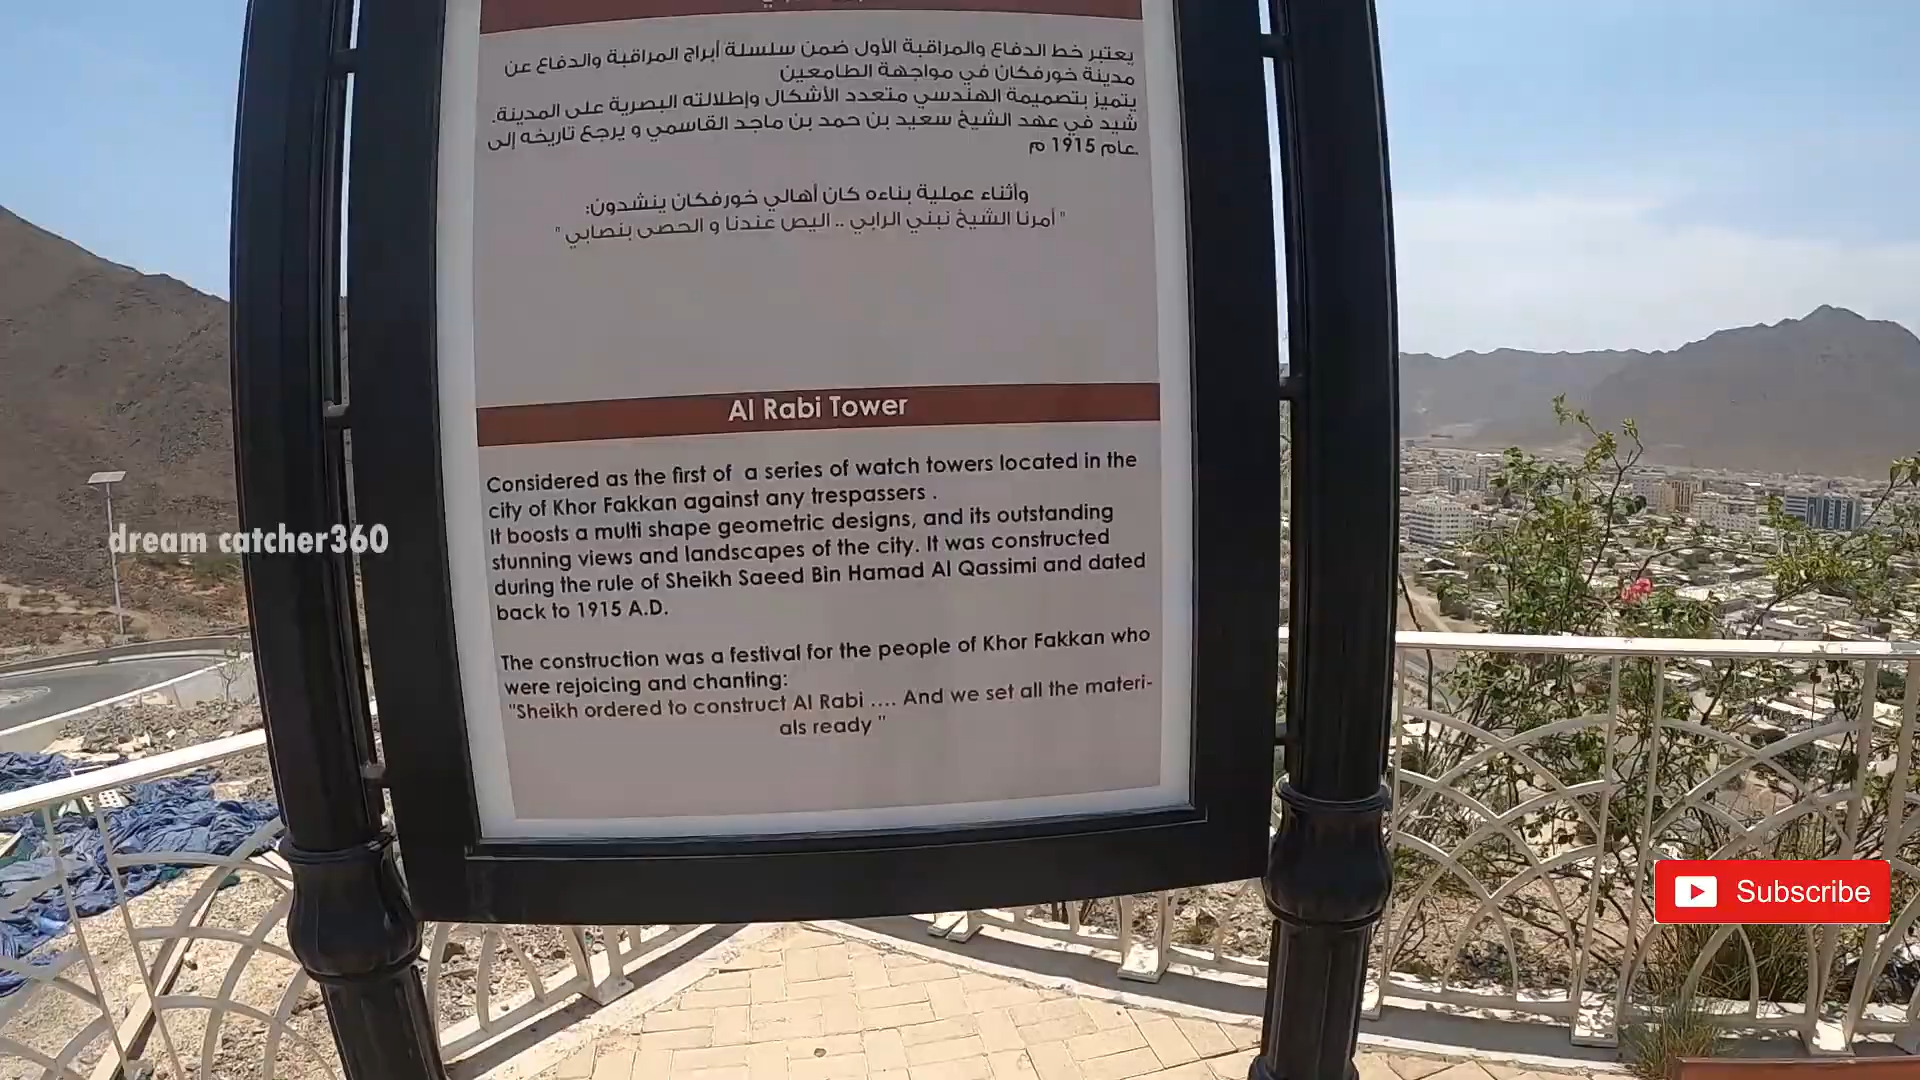 يعتبر خط الدفاع والمراقبة الأول ضمن سلسلة أبراج المراقبة والدفاع عن
مدينة خورفكان في مواجهة الطامعين
يتميز بتصميمة الهندسي متعدد الأشكال وإطلالته البصرية على المدينة.
شيد في عهد الشيخ سعيد بن حمد بن ماجد القاسمي و يرجع تاريخه إلى
عام 1915 م
وأثناء عملية بناءه كان أهالي خورفكان ينشدون:
" أمرنا الشيخ نبني الرابي .. اليص عندنا و الحصى بنصابي "
Al Rabi Tower
Considered as the first of a series of watch towers located in the
city of Khor Fakkan against any trespassers .
It boosts a multi shape geometric designs, and its outstanding
stunning views and landscapes of the city. It was constructed
during the rule of Sheikh Saeed Bin Hamad Al Qassimi and dated
back to 1915 A.D.
The construction was a festival for the people of Khor Fakkan who
were rejoicing and chanting:
"Sheikh ordered to construct Al Rabi .... And we set all the materi-
als ready "
dream catcher360
Subscribe